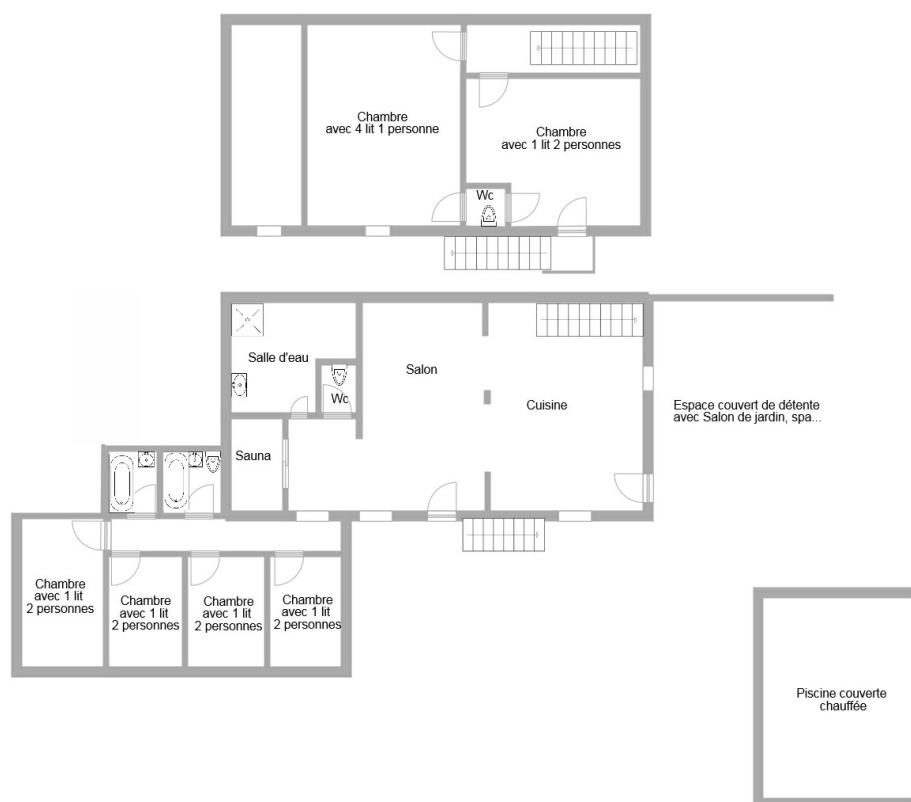 Chambre
avec 4 lit 1 personne
Chambre
avec 1 lit 2 personnes
Wc
Salle d'eau
Wc
Salon
Cuisine
Espace couvert de détente
avec Salon de jardin, spa...
Sauna
Chambre
avec 1 lit
2 personnes
Chambre
avec 1 lit
2 personnes
Chambre
avec 1 lit
2 personnes
Chambre
avec 1 lit
2 personnes
Piscine couverte
chauffée